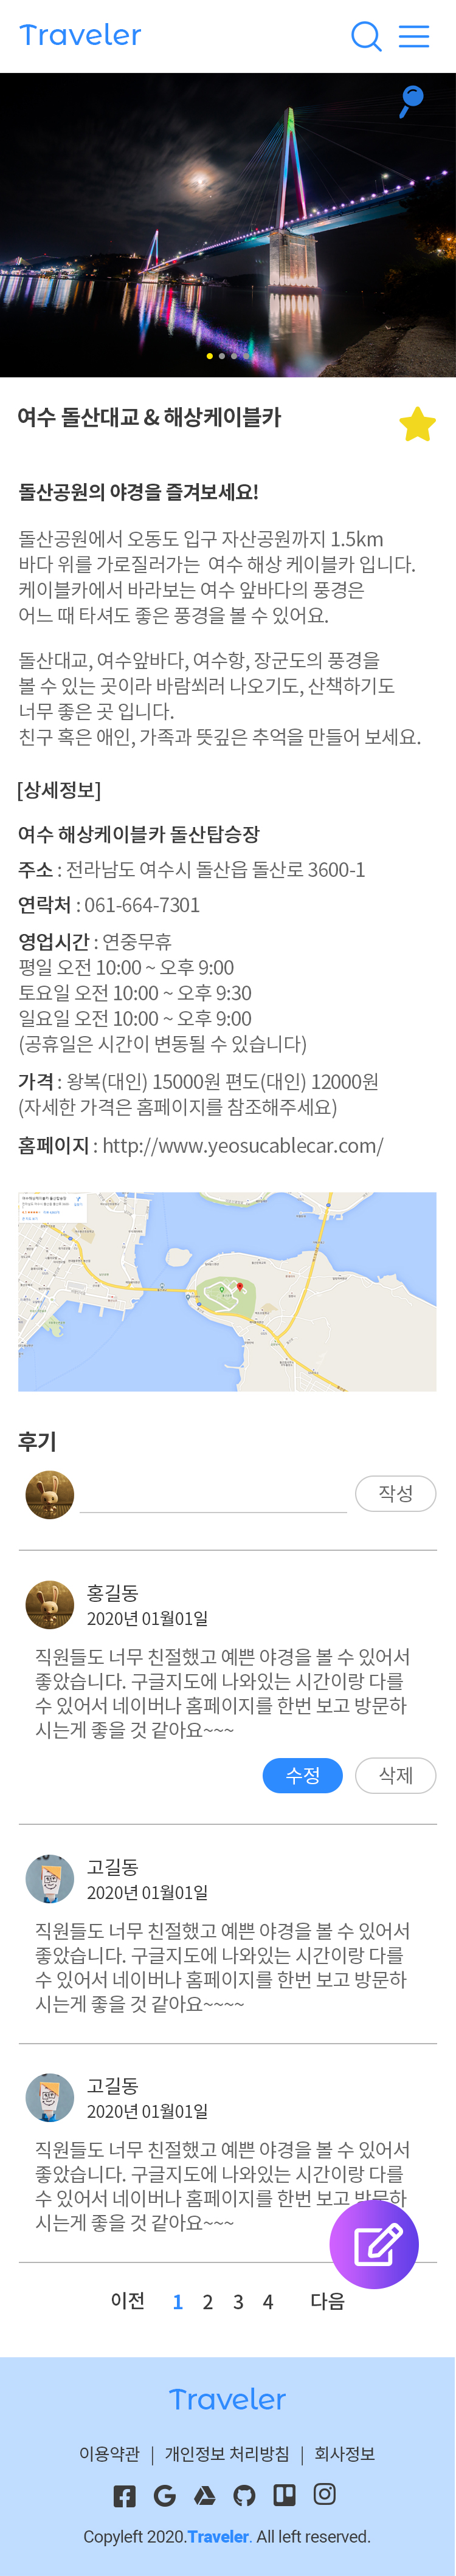 Traveler
여수 돌산대교 & 해상케이블카
돌산공원의 야경을 즐겨보세요!
돌산공원에서 오동도 입구 자산공원까지 1.5km
바다 위를 가로질러가는 여수 해상 케이블카 입니다.
케이블카에서 바라보는 여수 앞바다의 풍경은
어느 때 타셔도 좋은 풍경을 볼 수 있어요.
돌산대교, 여수앞바다, 여수항, 장군도의 풍경을
볼 수 있는 곳이라 바람쐬러 나오기도, 산책하기도
너무 좋은 곳 입니다.
친구 혹은 애인, 가족과 뜻깊은 추억을 만들어 보세요.
[상세정보]
여수 해상케이블카 돌산탑승장
주소 : 전라남도 여수시 돌산읍 돌산로 3600-1
연락처 : 061-664-7301
영업시간 : 연중무휴
평일 오전 10:00 ~ 오후 9:00
토요일 오전 10:00 ~ 오후 9:30
일요일 오전 10:00 ~ 오후 9:00
(공휴일은 시간이 변동될 수 있습니다)
가격 : 왕복(대인) 15000원 편도(대인) 12000원
(자세한 가격은 홈페이지를 참조해주세요)
홈페이지 : http://www.yeosucablecar.com/
후기
작성
홍길동
2020년 01월01일
직원들도 너무 친절했고 예쁜 야경을 볼 수 있어서
좋았습니다. 구글지도에 나와있는 시간이랑 다를
수 있어서 네이버나 홈페이지를 한번 보고 방문하
시는게 좋을 것 같아요~~~
수정 삭제
고길동
2020년 01월01일
직원들도 너무 친절했고 예쁜 야경을 볼 수 있어서
좋았습니다. 구글지도에 나와있는 시간이랑 다를
수 있어서 네이버나 홈페이지를 한번 보고 방문하
시는게 좋을 것 같아요~~~~
고길동
2020년 01월01일
직원들도 너무 친절했고 예쁜 야경을 볼 수 있어서
좋았습니다. 구글지도에 나와있는 시간이랑 다를
수 있어서 네이버나 홈페이지를 한번 보고 방문하
시는게 좋을 것 같아요~~~
이전 1 2 3 4 다음
Traveler
이용약관 | 개인정보 처리방침 | 회사정보
Copyleft 2020.Traveler. All left reserved.